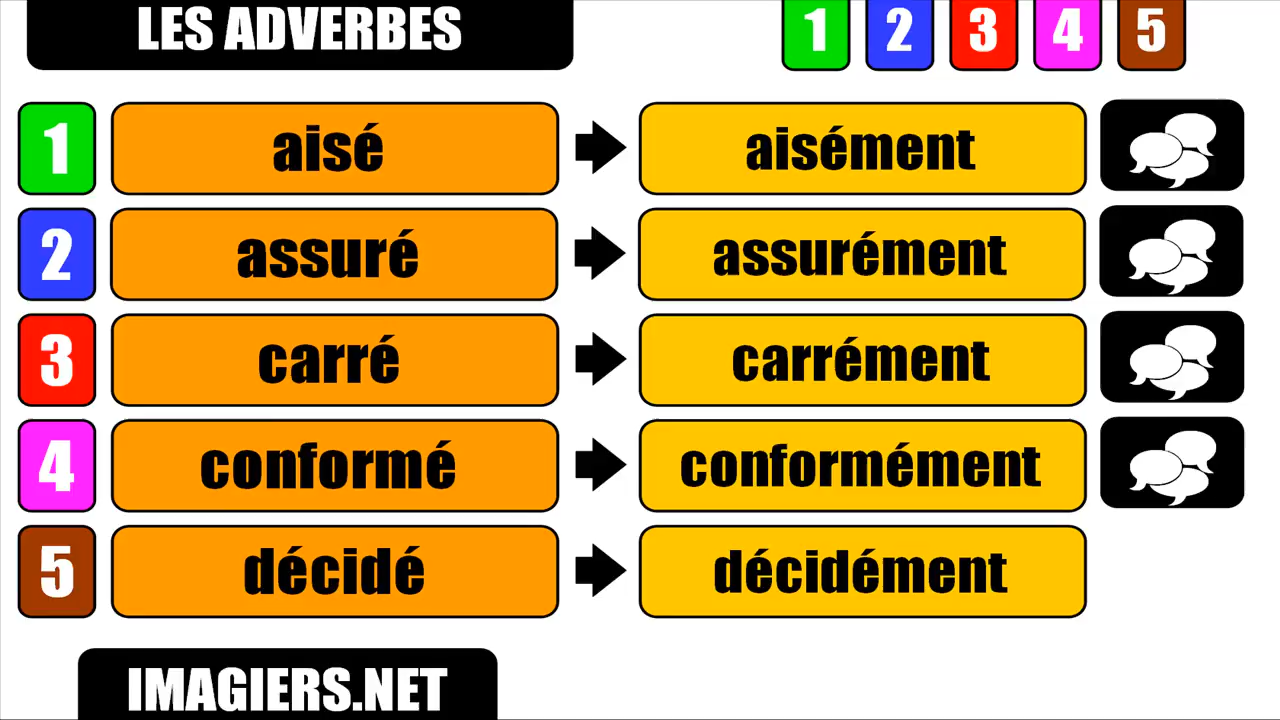 LES ADVERBES 1 2 3 4 5
1 aisé aisément
2 assuré assurément
3 carré carrément
4 conformé conformément
5 décidé décidément
IMAGIERS.NET